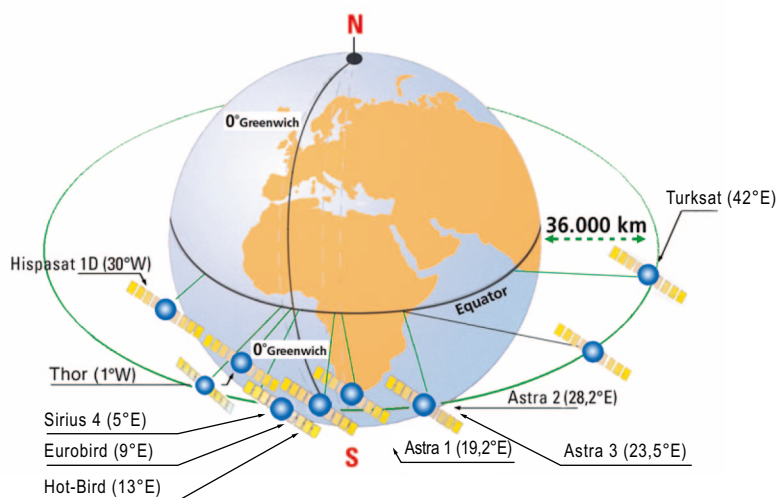 N
0°Greenwich
Turksat (42°E)
36.000 km
Hispasat 1D (30°W)
Equator
0°Greenwich
Thor (1°W)
Astra 2 (28,2°E)
Sirius 4 (5°E)
Eurobird (9°E)
S
Astra 1 (19,2°E)
Astra 3 (23,5°E)
Hot-Bird (13°E)